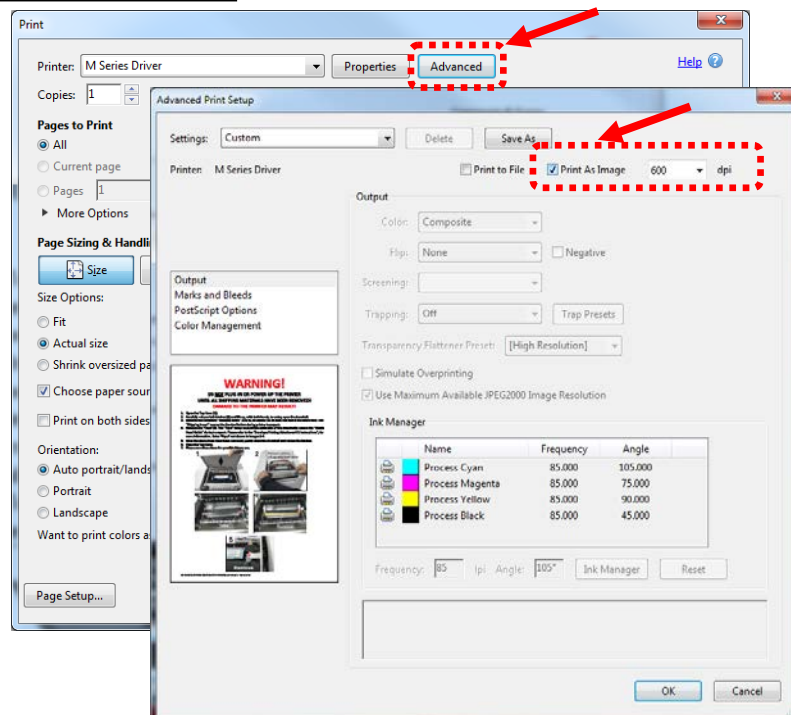 Print
Printer: M Series Driver Properties Advanced Help
Copies: 1
Advanced Print Setup
Pages to Print
All
Current page
Pages 1
More Options
Page Sizing & Handli
Size
Size Options:
Fit
Actual size
Shrink oversized pa
Choose paper sour
Print on both sides
Orientation:
Auto portrait/lands
Portrait
Landscape
Want to print colors a
Page Setup...
Settings: Custom Delete Save As
Printer: M Series Driver Print to File Print As Image 600 dpi
Output
Marks and Bleeds
PostScript Options
Color Management
WARNING!
Output
Color: Composite
Flip: None Negative
Screening:
Trapping: Off Trap Presets
Transparency Flattener Preset: [High Resolution]
Simulate Overprinting
Use Maximum Available JPEG2000 Image Resolution
Ink Manager
Name Frequency Angle
Process Cyan 85.000 105.000
Process Magenta 85.000 75.000
Process Yellow 85.000 90.000
Process Black 85.000 45.000
Frequency: 85 lpi Angle: 105° Ink Manager Reset
OK Cancel